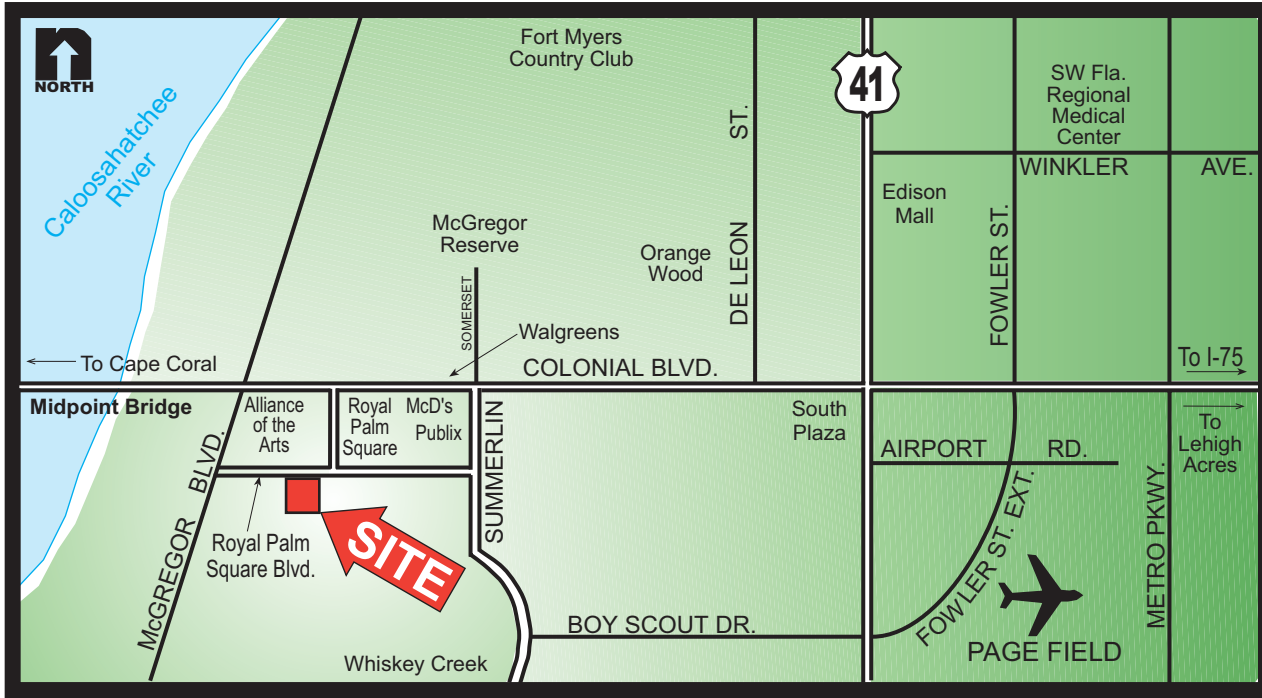 NORTH
Caloosahatchee
River
Fort Myers
Country Club
41
SW Fla.
Regional
Medical
Center
WINKLER AVE.
Edison
Mall
FOWLER ST.
DE LEON ST.
McGregor
Reserve
Orange
Wood
SOMERSET
Walgreens
To Cape Coral
COLONIAL BLVD.
To I-75
Midpoint Bridge
Alliance
of the
Arts
Royal
Palm
Square
McD's
Publix
South
Plaza
To
Lehigh
Acres
AIRPORT RD.
McGREGOR BLVD.
SUMMERLIN
Royal Palm
Square Blvd.
SITE
FOWLER ST. EXT.
METRO PKWY.
BOY SCOUT DR.
PAGE FIELD
Whiskey Creek